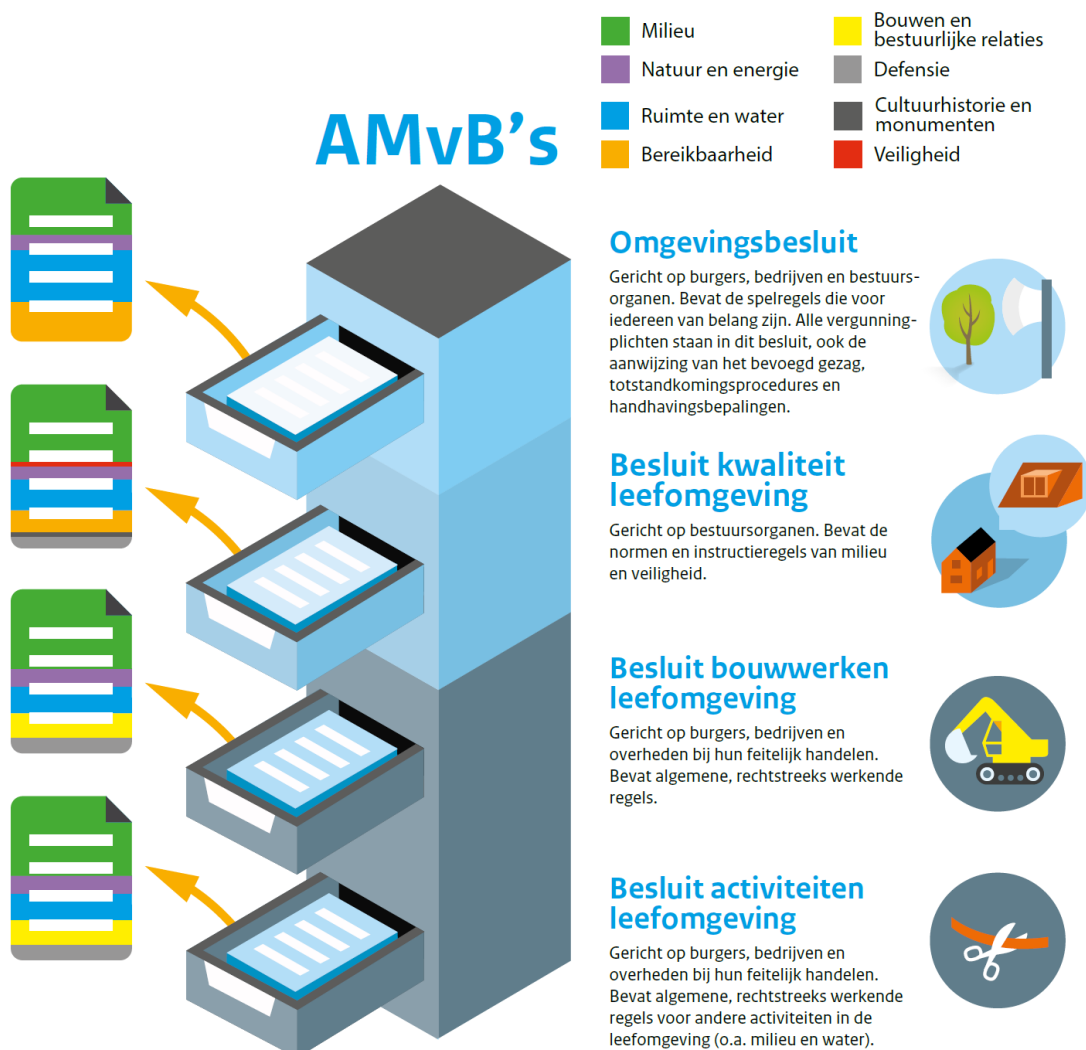 Milieu
Natuur en energie
Ruimte en water
Bereikbaarheid
Bouwen en
bestuurlijke relaties
Defensie
Cultuurhistorie en
monumenten
Veiligheid
AMvB’s
Omgevingsbesluit
Gericht op burgers, bedrijven en bestuurs-
organen. Bevat de spelregels die voor
iedereen van belang zijn. Alle vergunning-
plichten staan in dit besluit, ook de
aanwijzing van het bevoegd gezag,
totstandkomingsprocedures en
handhavingsbepalingen.
Besluit kwaliteit
leefomgeving
Gericht op bestuursorganen. Bevat de
normen en instructieregels van milieu
en veiligheid.
Besluit bouwwerken
leefomgeving
Gericht op burgers, bedrijven en
overheden bij hun feitelijk handelen.
Bevat algemene, rechtstreeks werkende
regels.
Besluit activiteiten
leefomgeving
Gericht op burgers, bedrijven en
overheden bij hun feitelijk handelen.
Bevat algemene, rechtstreeks werkende
regels voor andere activiteiten in de
leefomgeving (o.a. milieu en water).